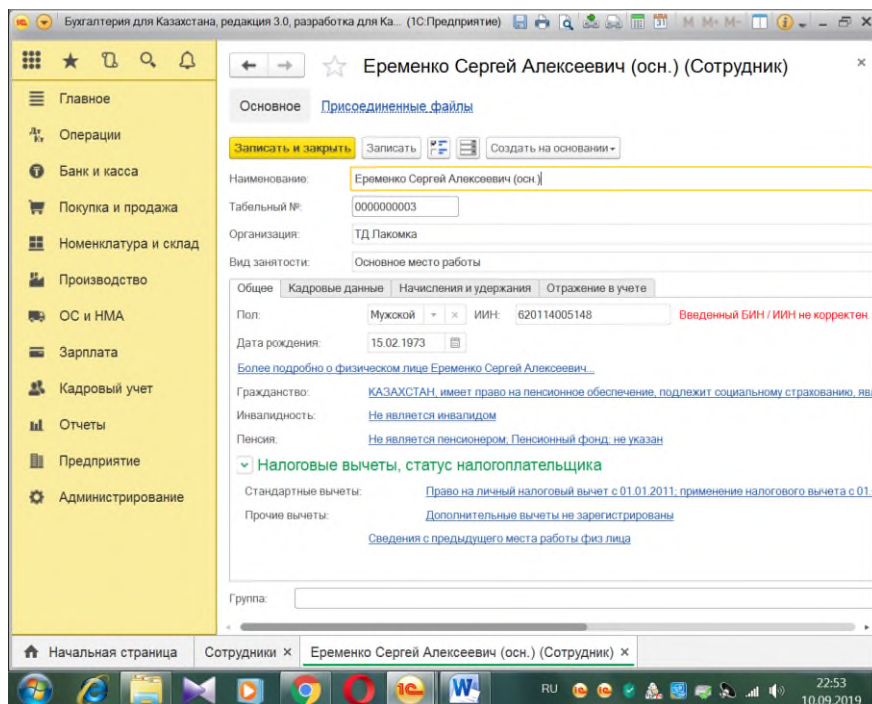 Бухгалтерия для Казахстана, редакция 3.0, разработка для Ка... (1С:Предприятие) M M+ M-
Еременко Сергей Алексеевич (осн.) (Сотрудник)
Основное Присоединенные файлы
Записать и закрыть Записать Создать на основании
Наименование: Еременко Сергей Алексеевич (осн.)
Табельный №: 0000000003
Организация: ТД Лакомка
Вид занятости: Основное место работы
Общее Кадровые данные Начисления и удержания Отражение в учете
Пол: Мужской ИИН: 620114005148 Введенный БИН / ИИН не корректен.
Дата рождения: 15.02.1973
Более подробно о физическом лице Еременко Сергей Алексеевич...
Гражданство: КАЗАХСТАН, имеет право на пенсионное обеспечение, подлежит социальному страхованию, явл
Инвалидность: Не является инвалидом
Пенсия: Не является пенсионером, Пенсионный фонд: не указан
Налоговые вычеты, статус налогоплательщика
Стандартные вычеты: Право на личный налоговый вычет с 01.01.2011; применение налогового вычета с 01.
Прочие вычеты: Дополнительные вычеты не зарегистрированы
Сведения с предыдущего места работы физ лица
Группа:
Главное
Операции
Банк и касса
Покупка и продажа
Номенклатура и склад
Производство
ОС и НМА
Зарплата
Кадровый учет
Отчеты
Предприятие
Администрирование
Начальная страница Сотрудники × Еременко Сергей Алексеевич (осн.) (Сотрудник) ×
RU 22:53
10.09.2019